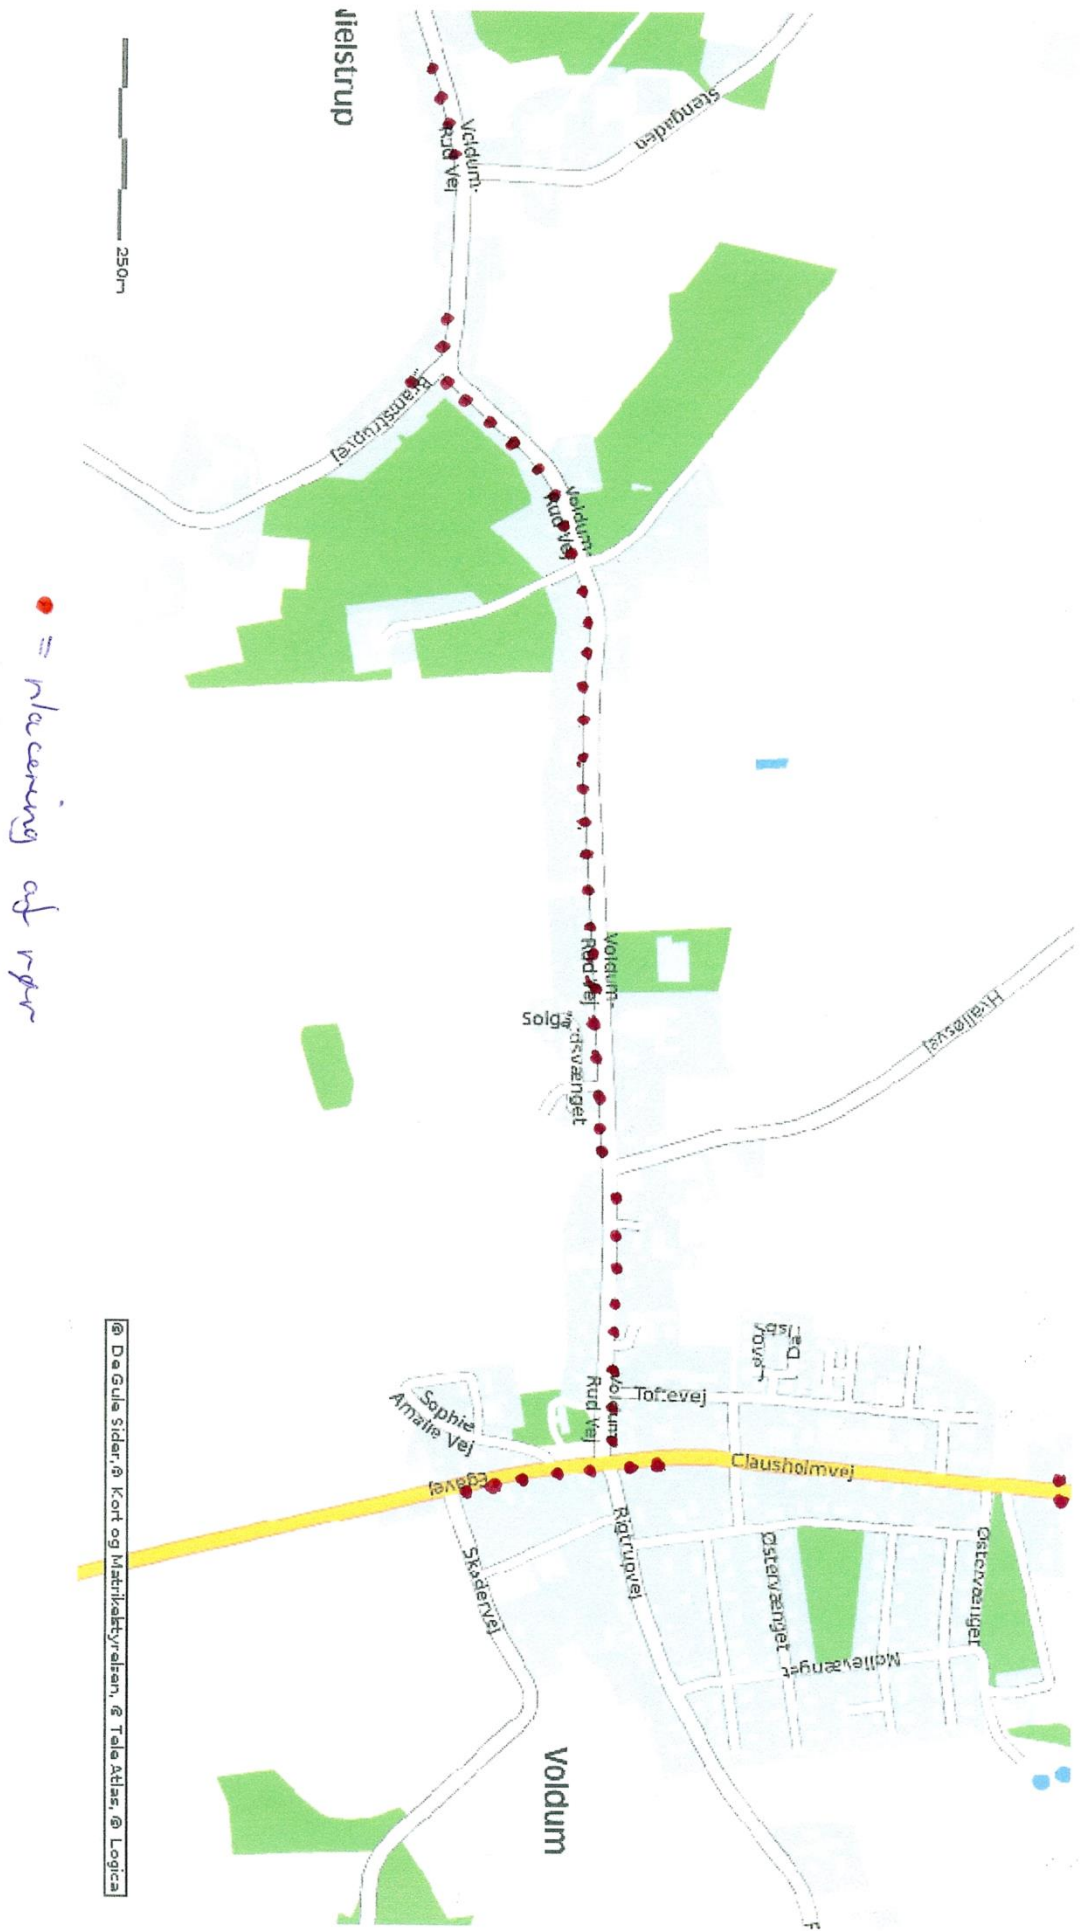 Stengaden
Voldum-
Rud Vej
250m
Bramstrupvej
Voldum-
Rud Vej
= placering af rør
Voldum-
Rud Vej
Solgårdsvænget
Hvalløsvej
Toftevej
Voldum-
Rud Vej
Sophie
Amalie Vej
Clausholmvej
Egåvej
Rigtrupvej
Skadervej
Østervænget
Østervænget
Møllevænget
Voldum
© De Gule Sider, © Kort og Matrikelstyrelsen, © Tele Atlas, © Logica